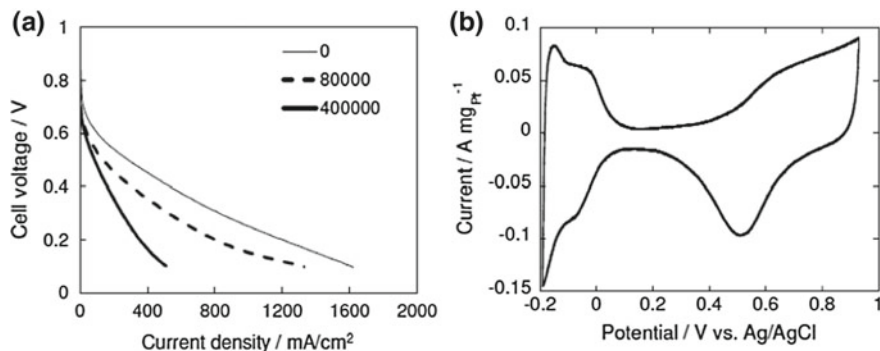 (a)
1
0.8
0.6
0.4
0.2
0
Cell voltage / V
0
80000
400000
0 400 800 1200 1600 2000
Current density / mA/cm²
(b)
0.1
0.05
0
-0.05
-0.1
-0.15
Current / A mgPt⁻¹
-0.2 0 0.2 0.4 0.6 0.8 1
Potential / V vs. Ag/AgCl